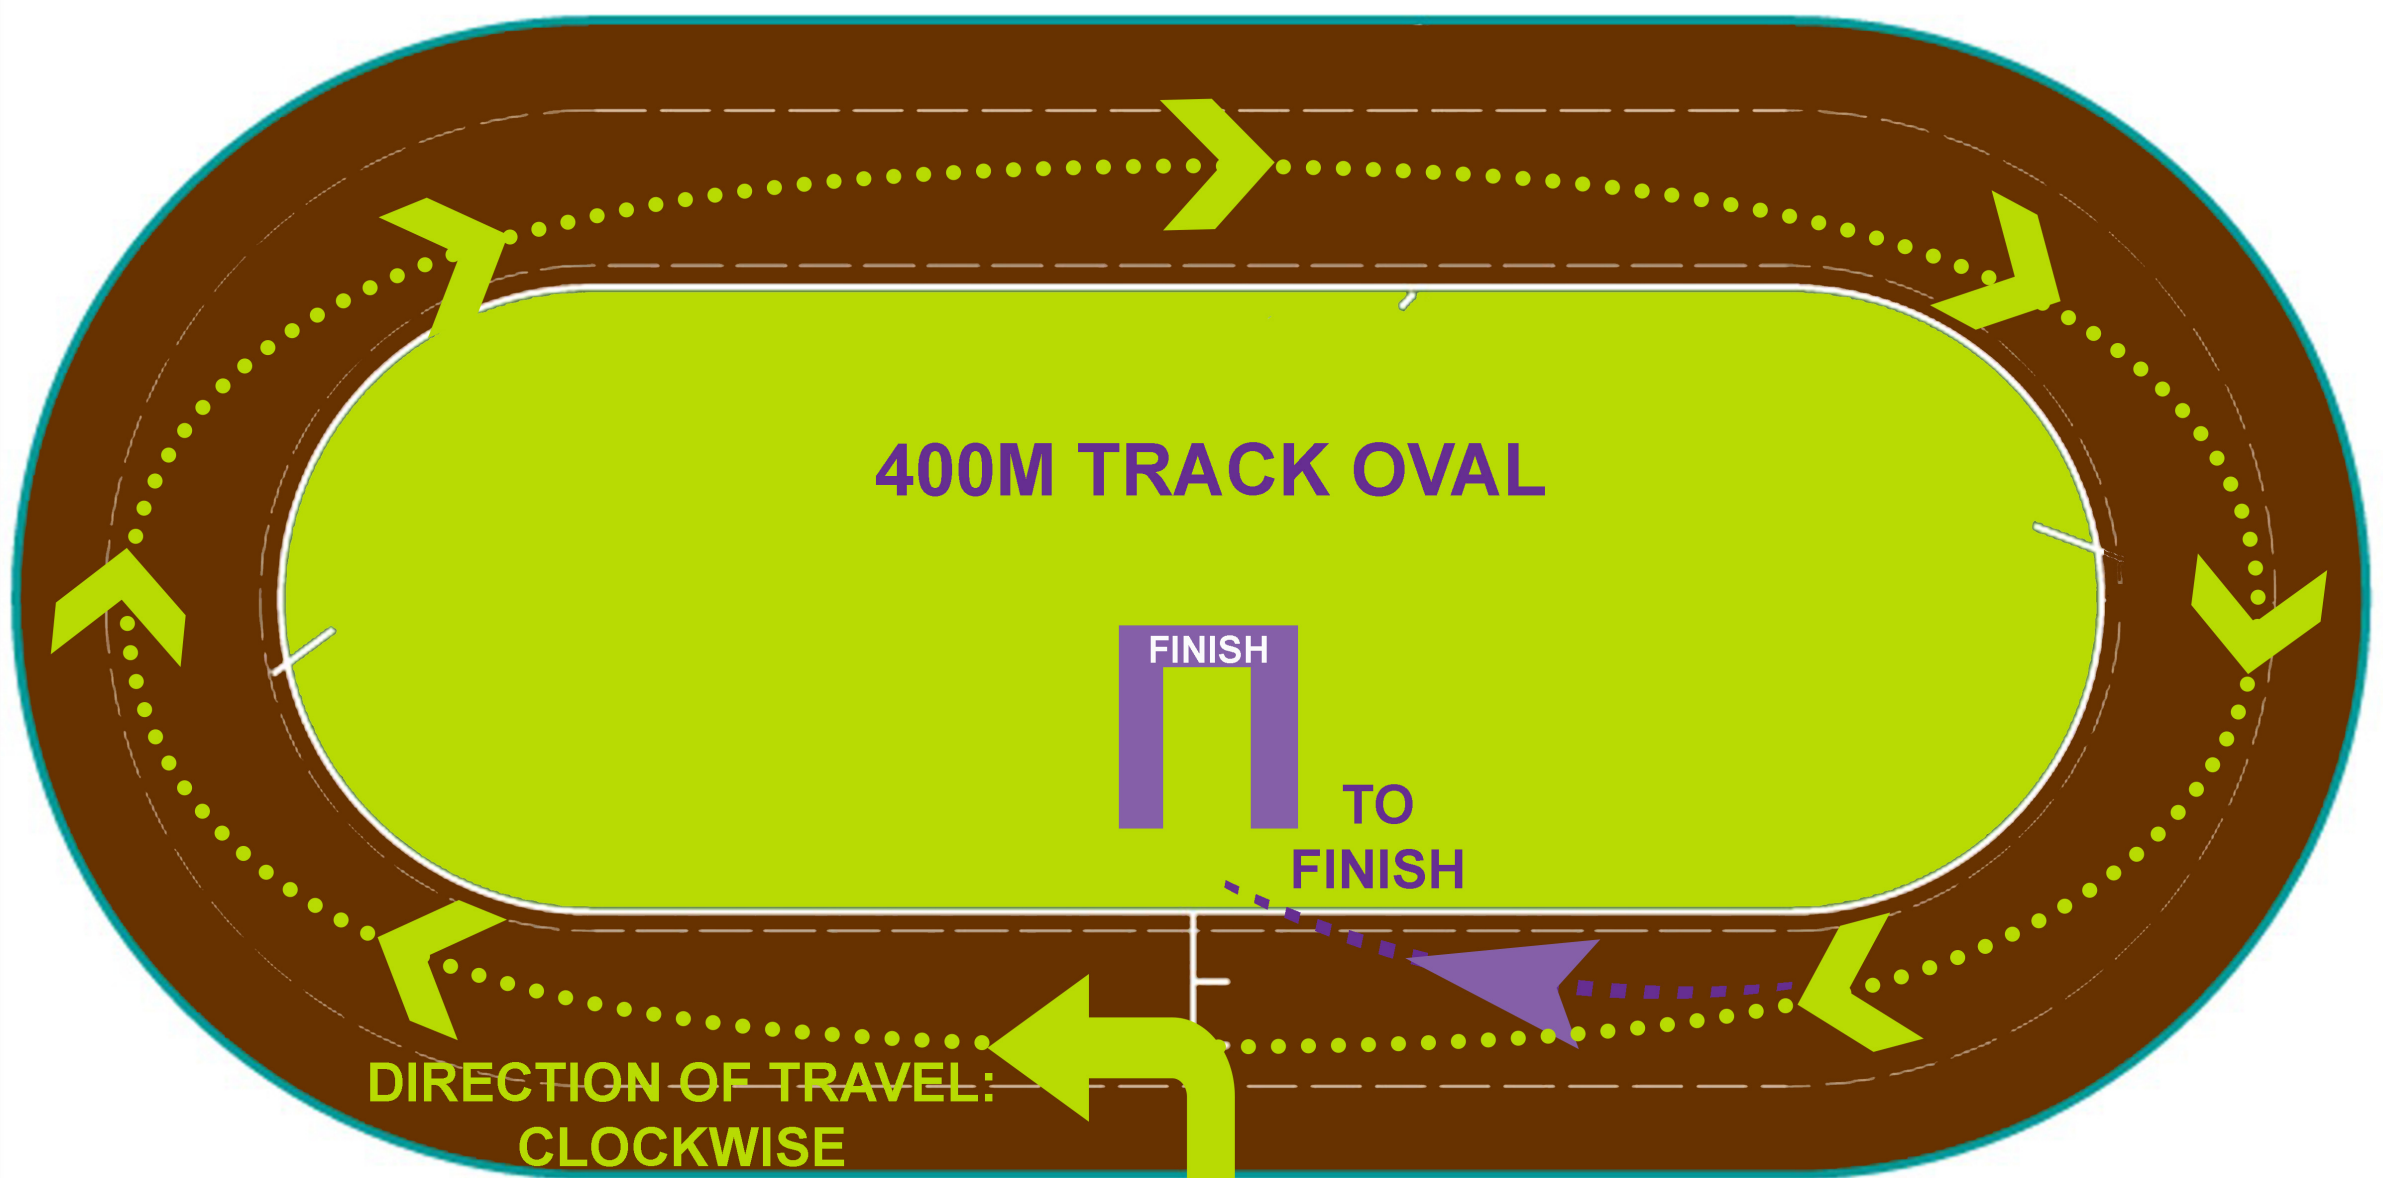 400M TRACK OVAL
FINISH
TO
FINISH
DIRECTION OF TRAVEL:
CLOCKWISE